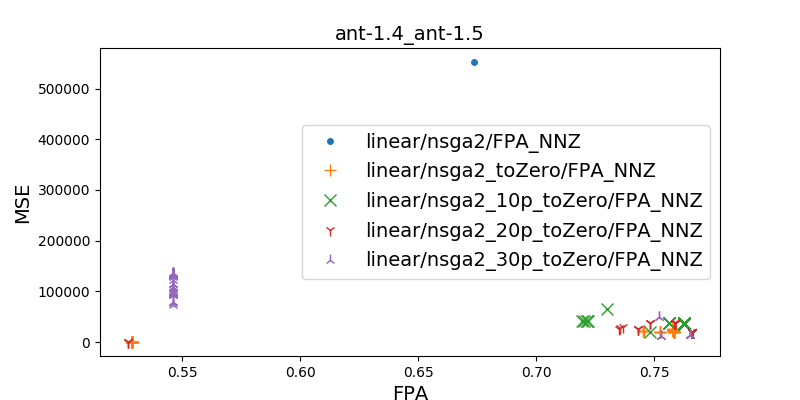 ant-1.4_ant-1.5
500000
400000
300000
200000
100000
0
MSE
linear/nsga2/FPA_NNZ
linear/nsga2_toZero/FPA_NNZ
linear/nsga2_10p_toZero/FPA_NNZ
linear/nsga2_20p_toZero/FPA_NNZ
linear/nsga2_30p_toZero/FPA_NNZ
0.55 0.60 0.65 0.70 0.75
FPA